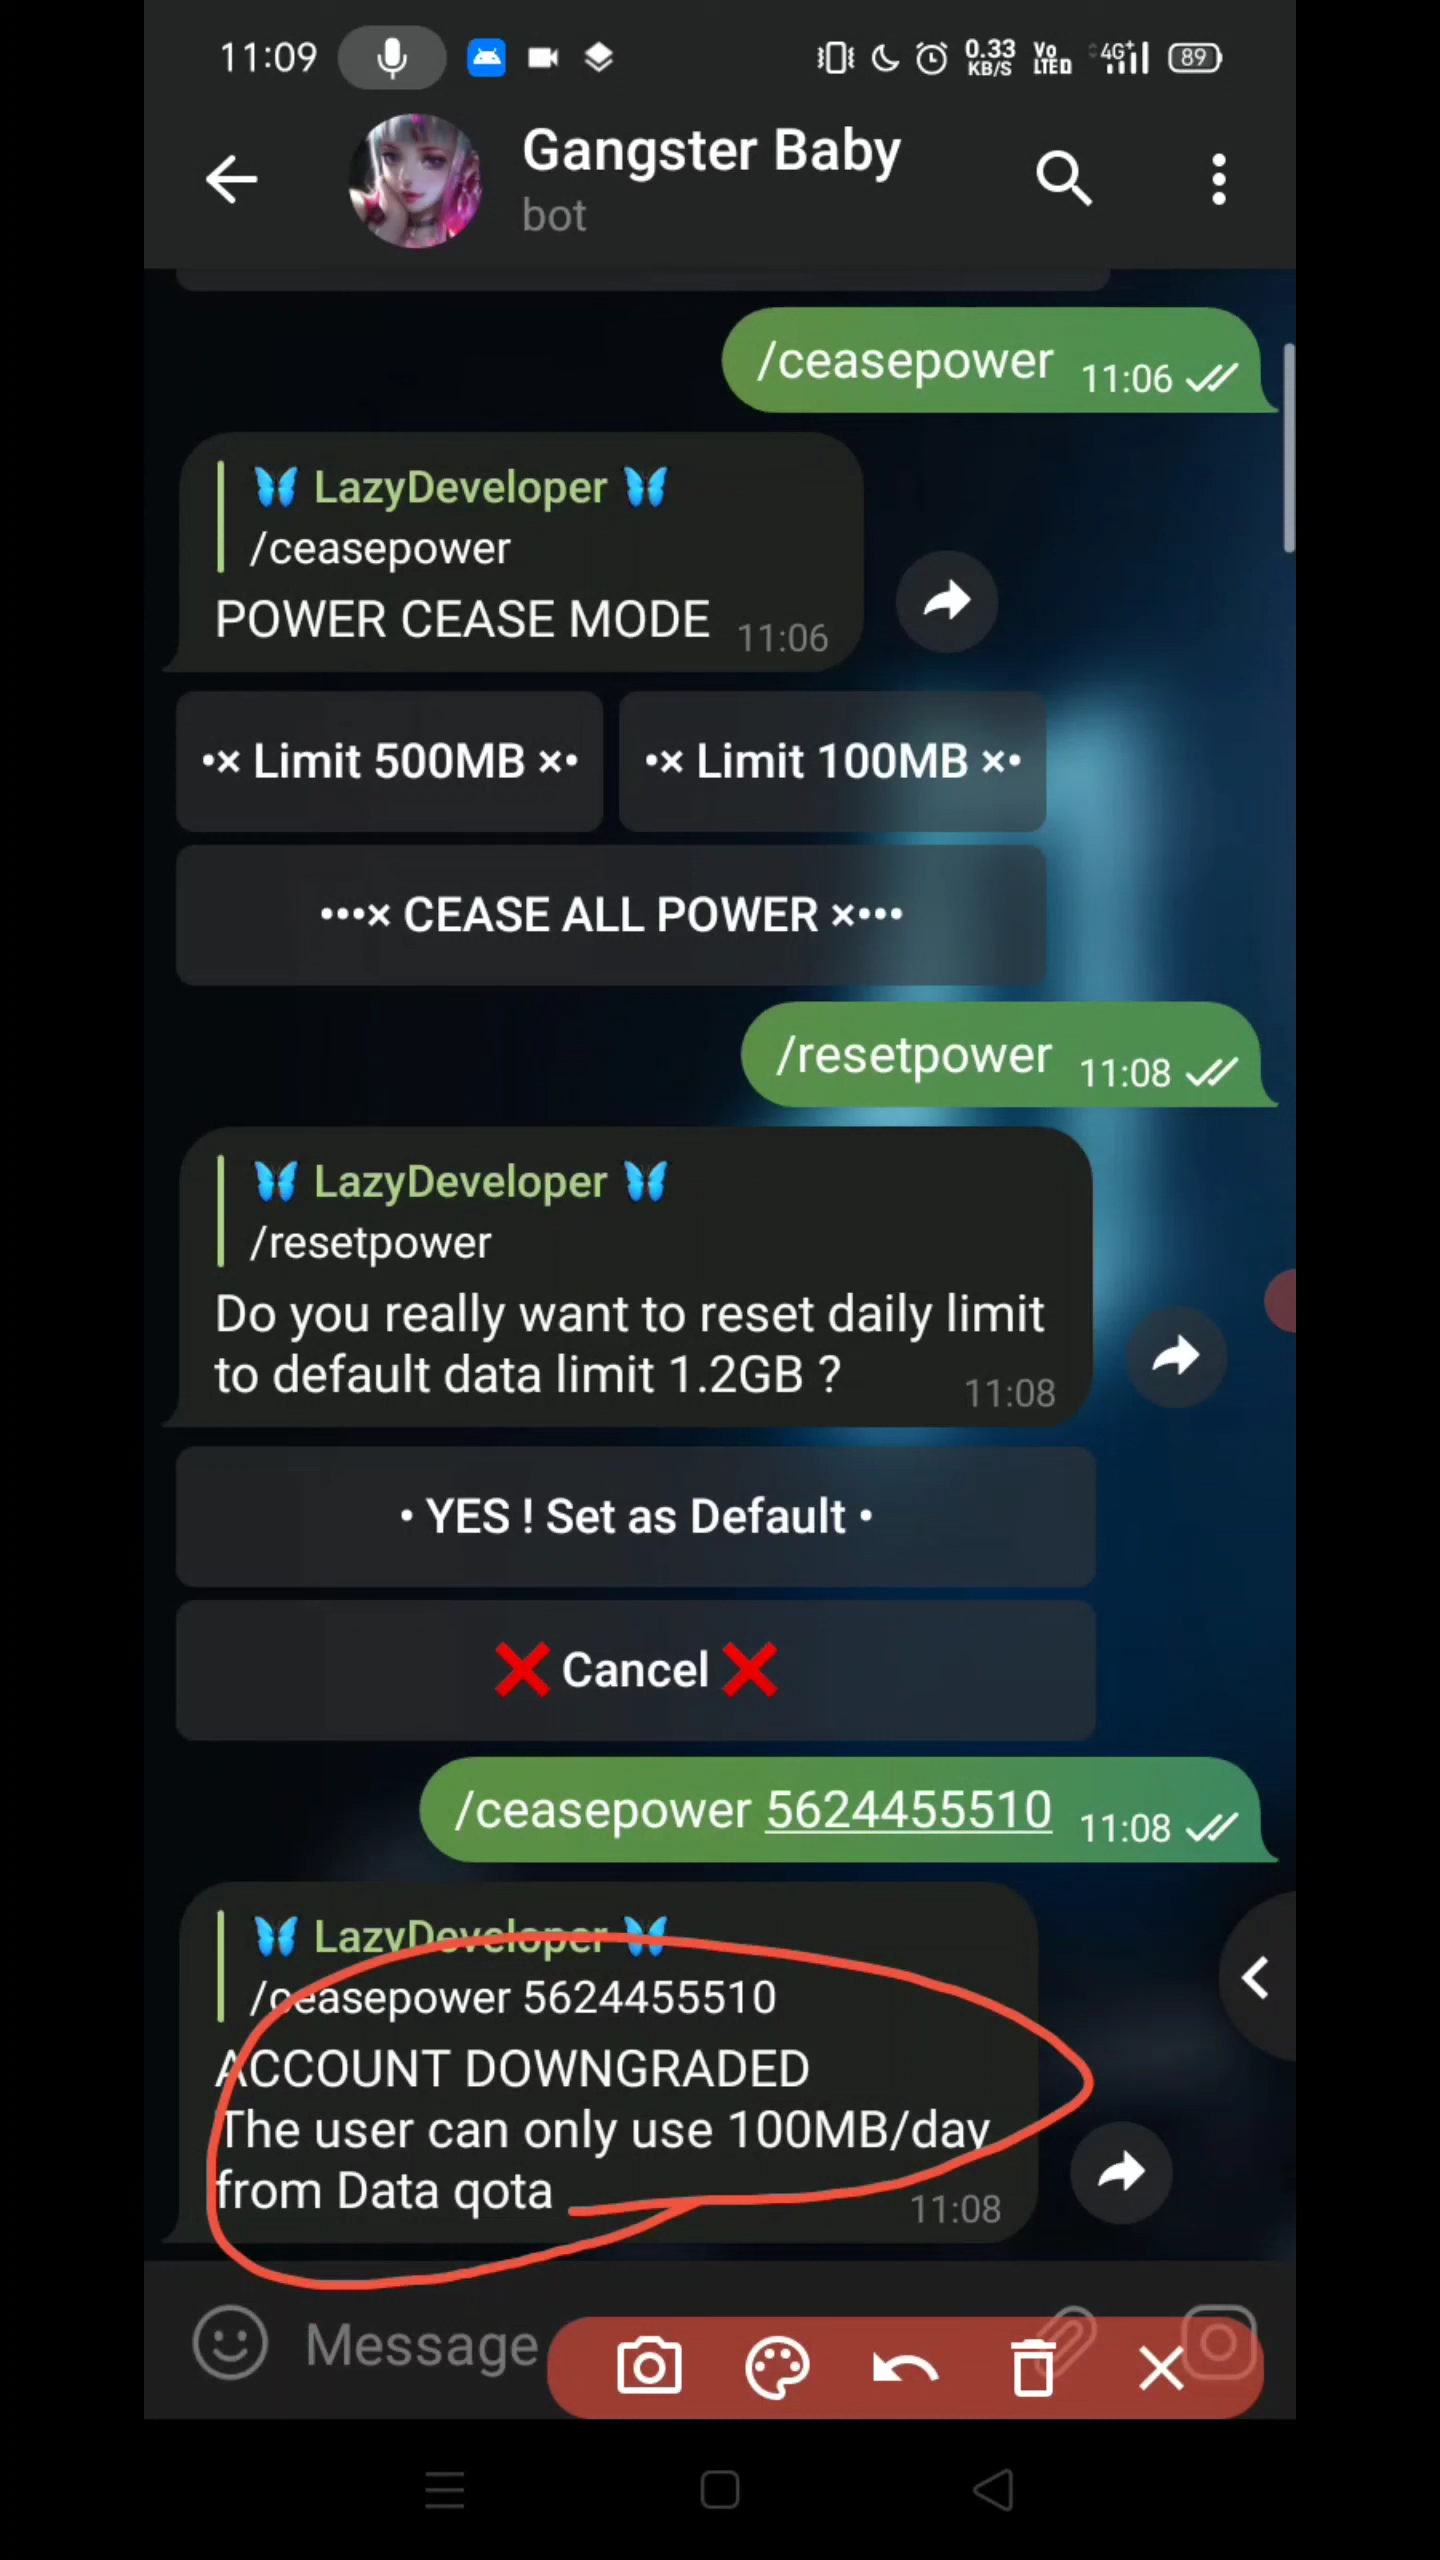 11:09
0.33 KB/S
Vo LTED
4G+
89
Gangster Baby
bot
/ceasepower 11:06
🦋 LazyDeveloper 🦋
/ceasepower
POWER CEASE MODE 11:06
•× Limit 500MB ×• •× Limit 100MB ×•
•••× CEASE ALL POWER ×•••
/resetpower 11:08
🦋 LazyDeveloper 🦋
/resetpower
Do you really want to reset daily limit
to default data limit 1.2GB ?
11:08
• YES ! Set as Default •
❌ Cancel ❌
/ceasepower 5624455510 11:08
🦋 LazyDeveloper 🦋
/ceasepower 5624455510
ACCOUNT DOWNGRADED
The user can only use 100MB/day
from Data qota
11:08
Message